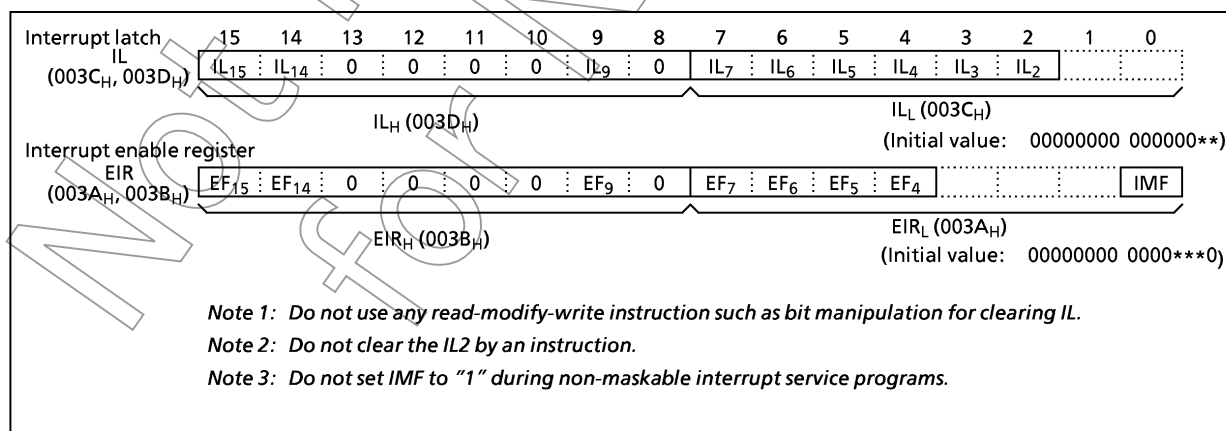 Interrupt latch 15 14 13 12 11 10 9 8 7 6 5 4 3 2 1 0
IL
(003CH, 003DH)
IL15 IL14 0 0 0 0 IL9 0 IL7 IL6 IL5 IL4 IL3 IL2
ILH (003DH) ILL (003CH)
(Initial value: 00000000 000000**)
Interrupt enable register
EIR
(003AH, 003BH)
EF15 EF14 0 0 0 0 EF9 0 EF7 EF6 EF5 EF4 IMF
EIRH (003BH) EIRL (003AH)
(Initial value: 00000000 0000***0)
Note 1: Do not use any read-modify-write instruction such as bit manipulation for clearing IL.
Note 2: Do not clear the IL2 by an instruction.
Note 3: Do not set IMF to "1" during non-maskable interrupt service programs.
Not
for